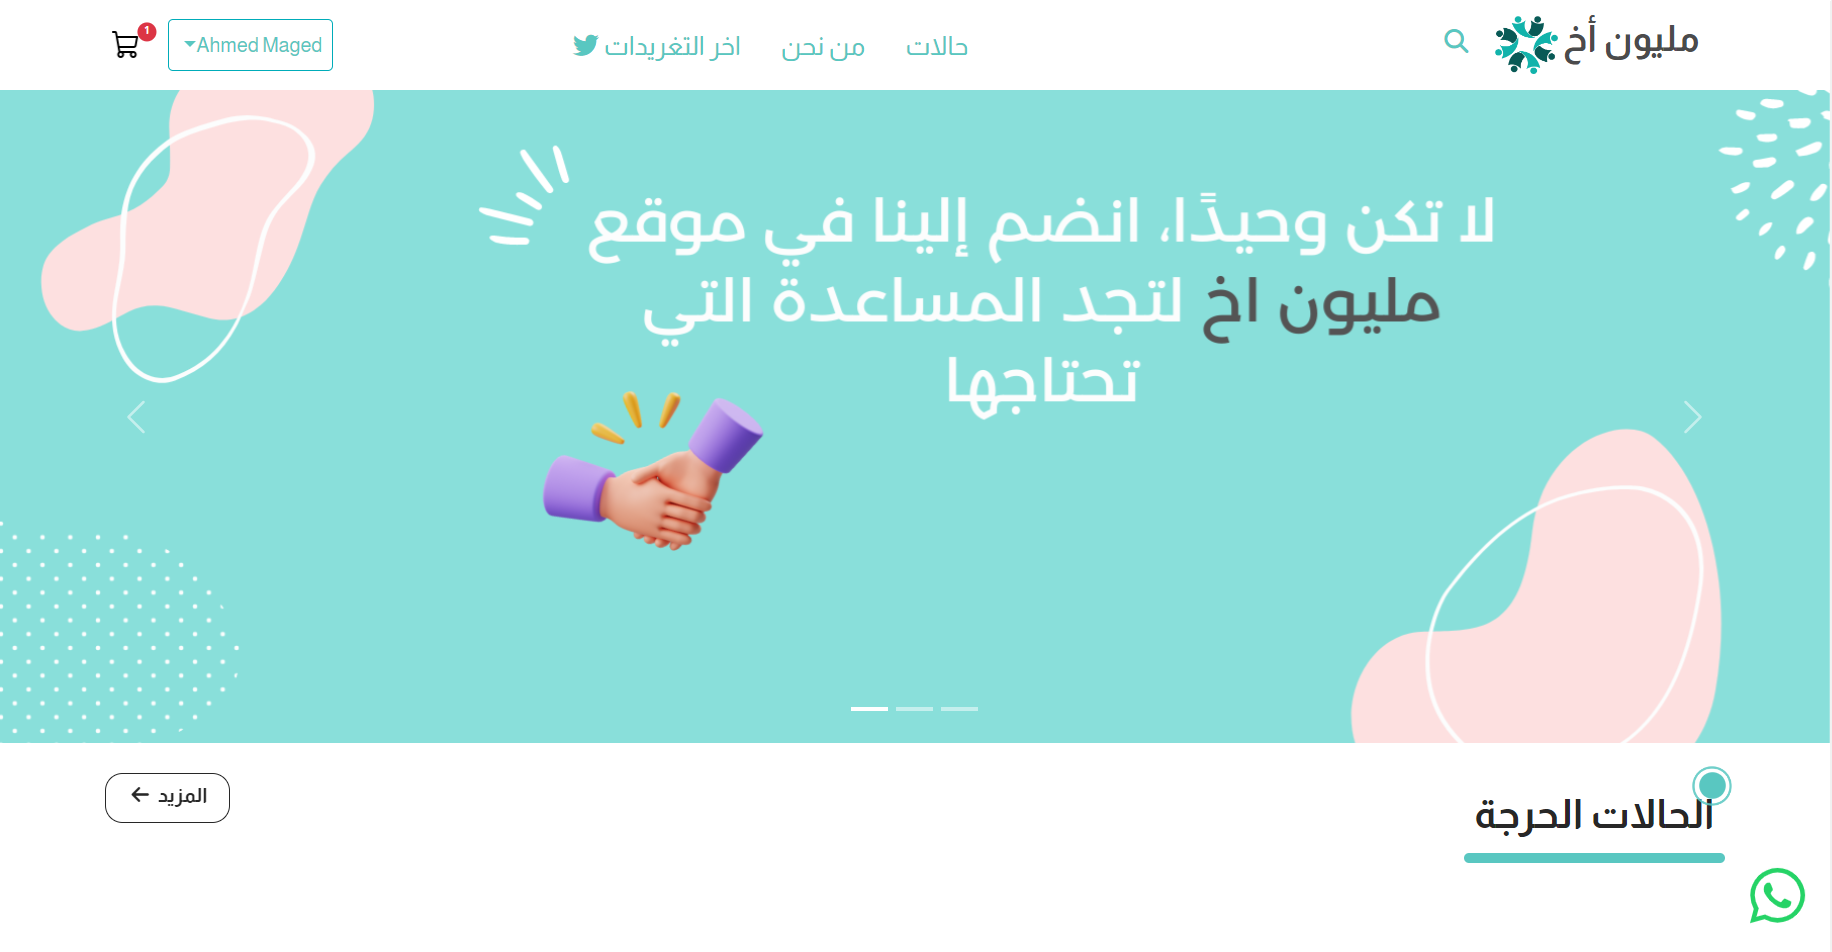 مليون أخ
حالات
من نحن
اخر التغريدات
Ahmed Maged
1
لا تكن وحيدًا، انضم إلينا في موقع
مليون اخ لتجد المساعدة التي
تحتاجها
الحالات الحرجة
المزيد